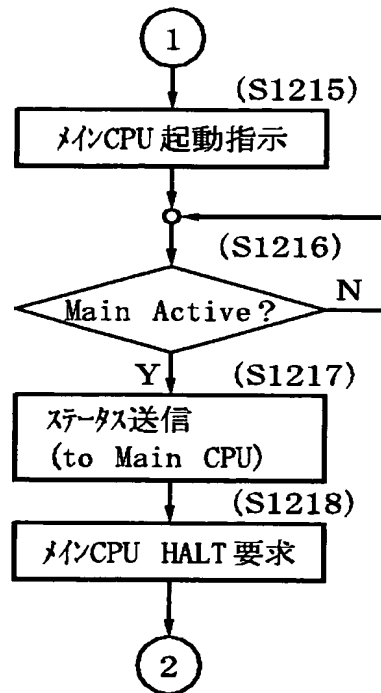 1
(S1215)
メインCPU 起動指示
(S1216)
Main Active?
N
Y
(S1217)
ステータス送信
(to Main CPU)
(S1218)
メインCPU HALT 要求
2